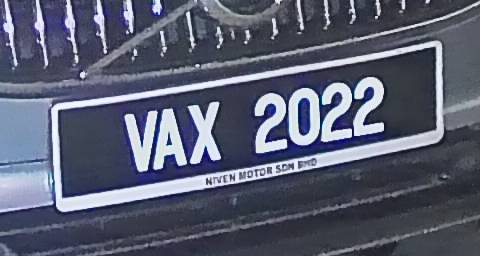 VAX 2022
NIVEN MOTOR SDN BHD